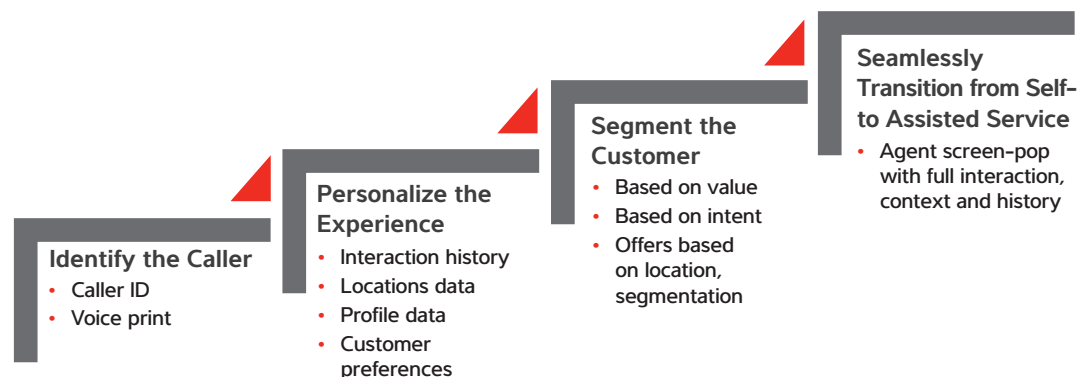 Identify the Caller
• Caller ID
• Voice print
Personalize the
Experience
• Interaction history
• Locations data
• Profile data
• Customer
preferences
Segment the
Customer
• Based on value
• Based on intent
• Offers based
on location,
segmentation
Seamlessly
Transition from Self-
to Assisted Service
• Agent screen-pop
with full interaction,
context and history